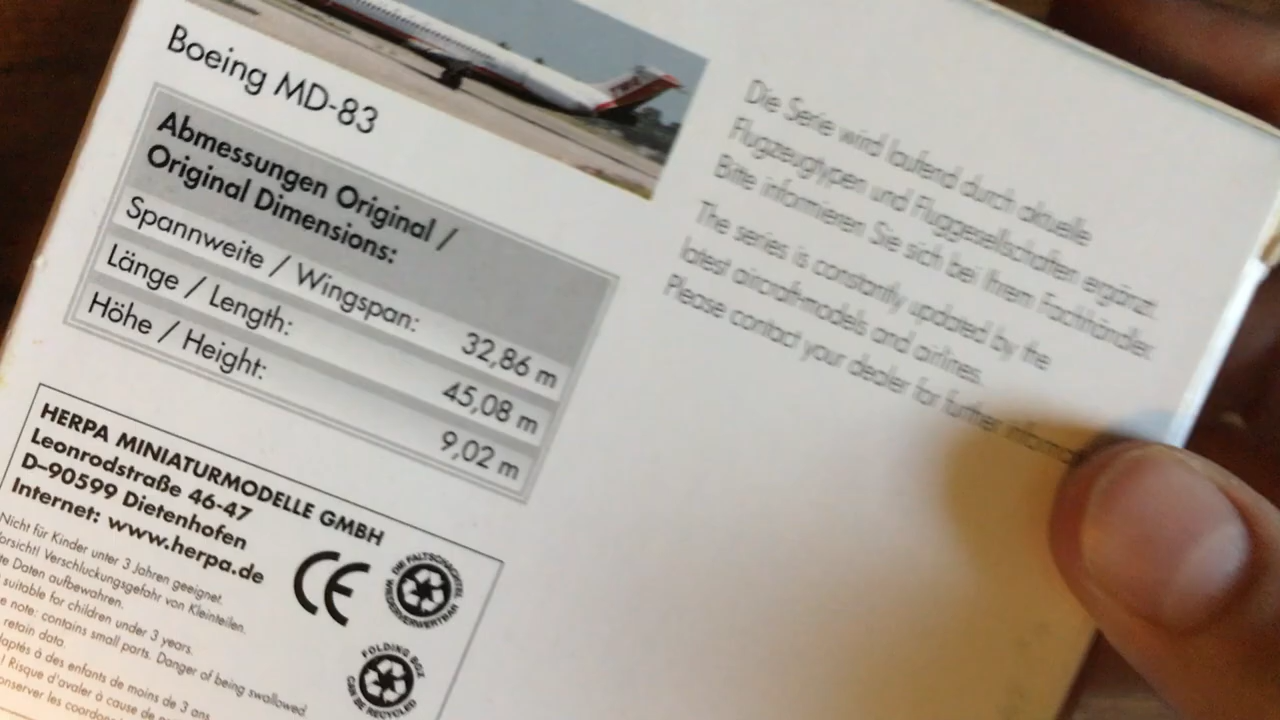 Boeing MD-83
Abmessungen Original /
Original Dimensions:
Spannweite / Wingspan: 32,86 m
Länge / Length: 45,08 m
Höhe / Height: 9,02 m
HERPA MINIATURMODELLE GMBH
Leonrodstraße 46-47
D-90599 Dietenhofen
Internet: www.herpa.de
Nicht für Kinder unter 3 Jahren geeignet.
Verschluckungsgefahr von Kleinteilen.
Daten aufbewahren.
suitable for children under 3 years.
note: contains small parts. Danger of being swallowed
retain data.
à des enfants de moins de 3 ans
! Risque d'avaler à cause de
les
CE
DIE FALTSCHACHTEL
WIEDERVERWERTBAR
FOLDING BOX
CAN BE RECYCLED
Die Serie wird laufend durch aktuelle
Flugzeugtypen und Fluggesellschaften ergänzt.
Bitte informieren Sie sich bei Ihrem Fachhändler.
The series is constantly updated by the
latest aircraft-models and airlines.
Please contact your dealer for further